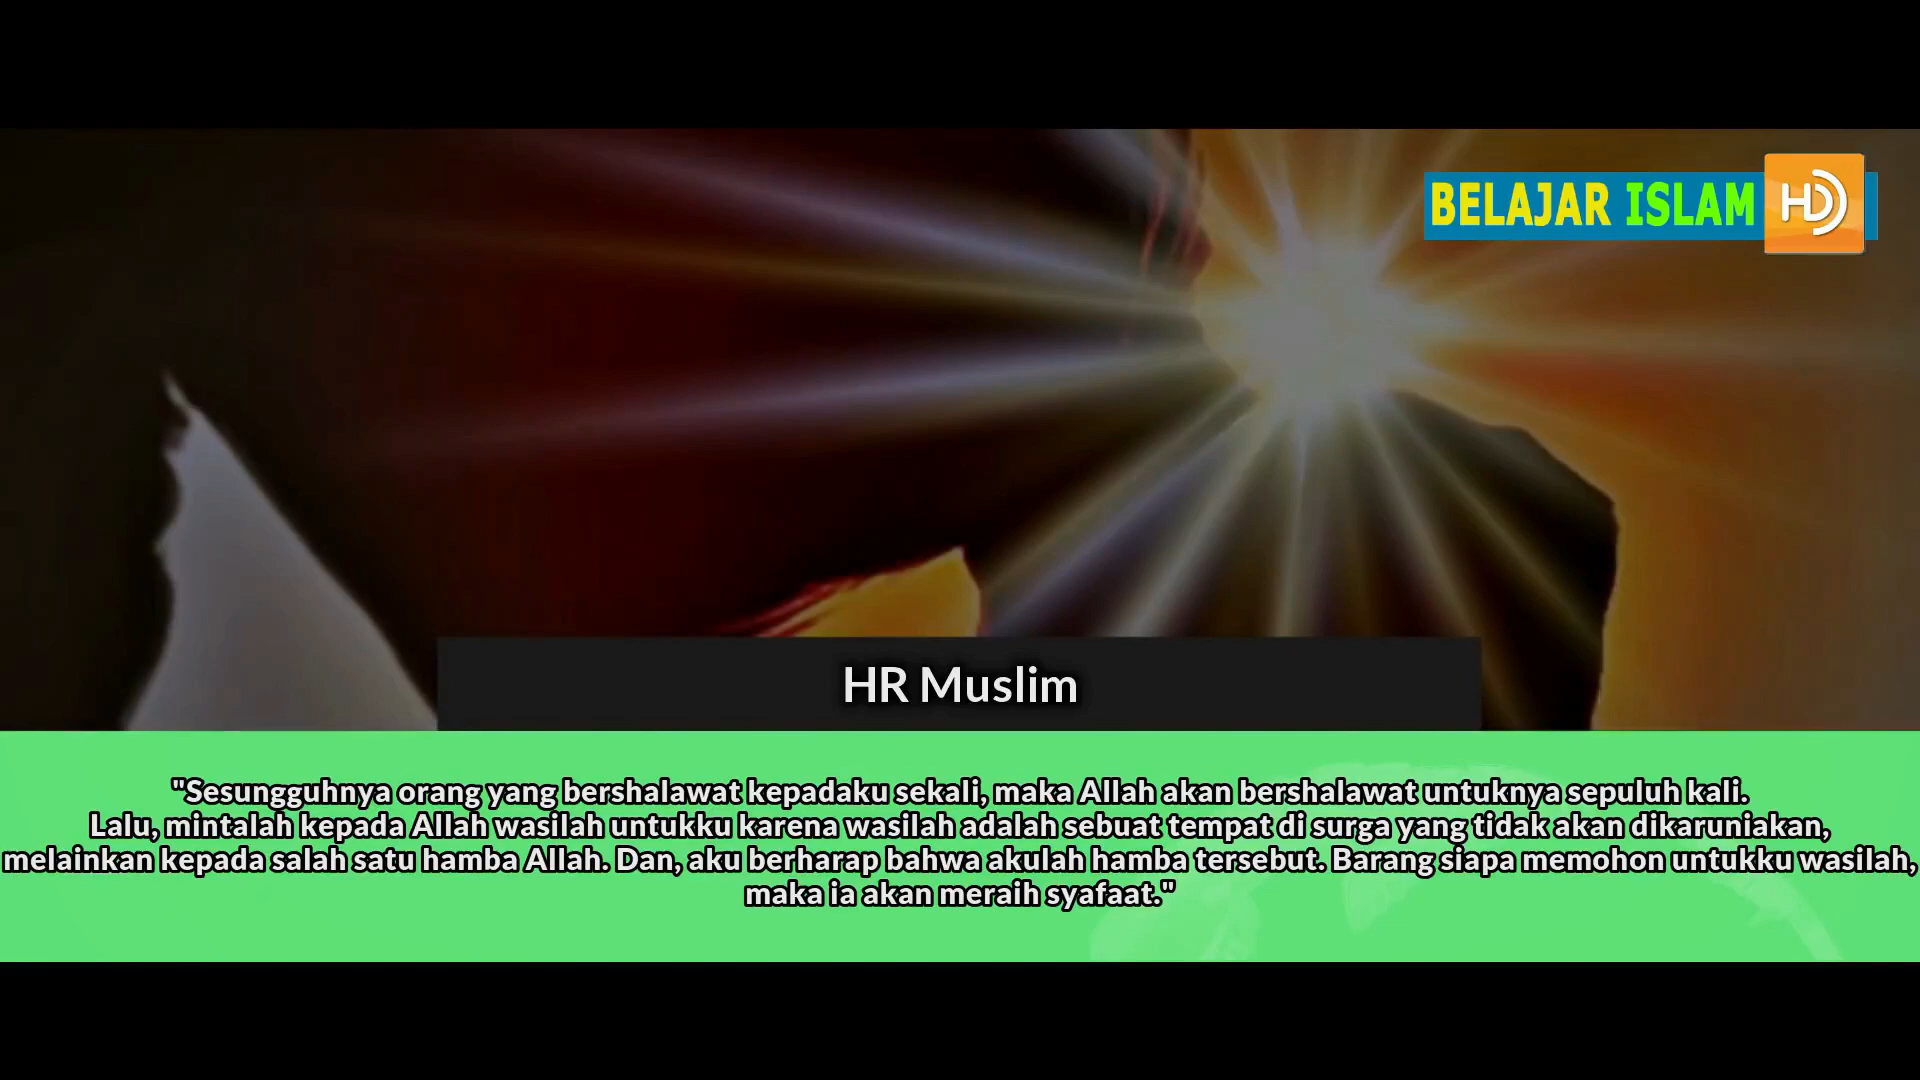 BELAJAR ISLAM HD
HR Muslim
"Sesungguhnya orang yang bershalawat kepadaku sekali, maka Allah akan bershalawat untuknya sepuluh kali.
Lalu, mintalah kepada Allah wasilah untukku karena wasilah adalah sebuat tempat di surga yang tidak akan dikaruniakan,
melainkan kepada salah satu hamba Allah. Dan, aku berharap bahwa akulah hamba tersebut. Barang siapa memohon untukku wasilah,
maka ia akan meraih syafaat."